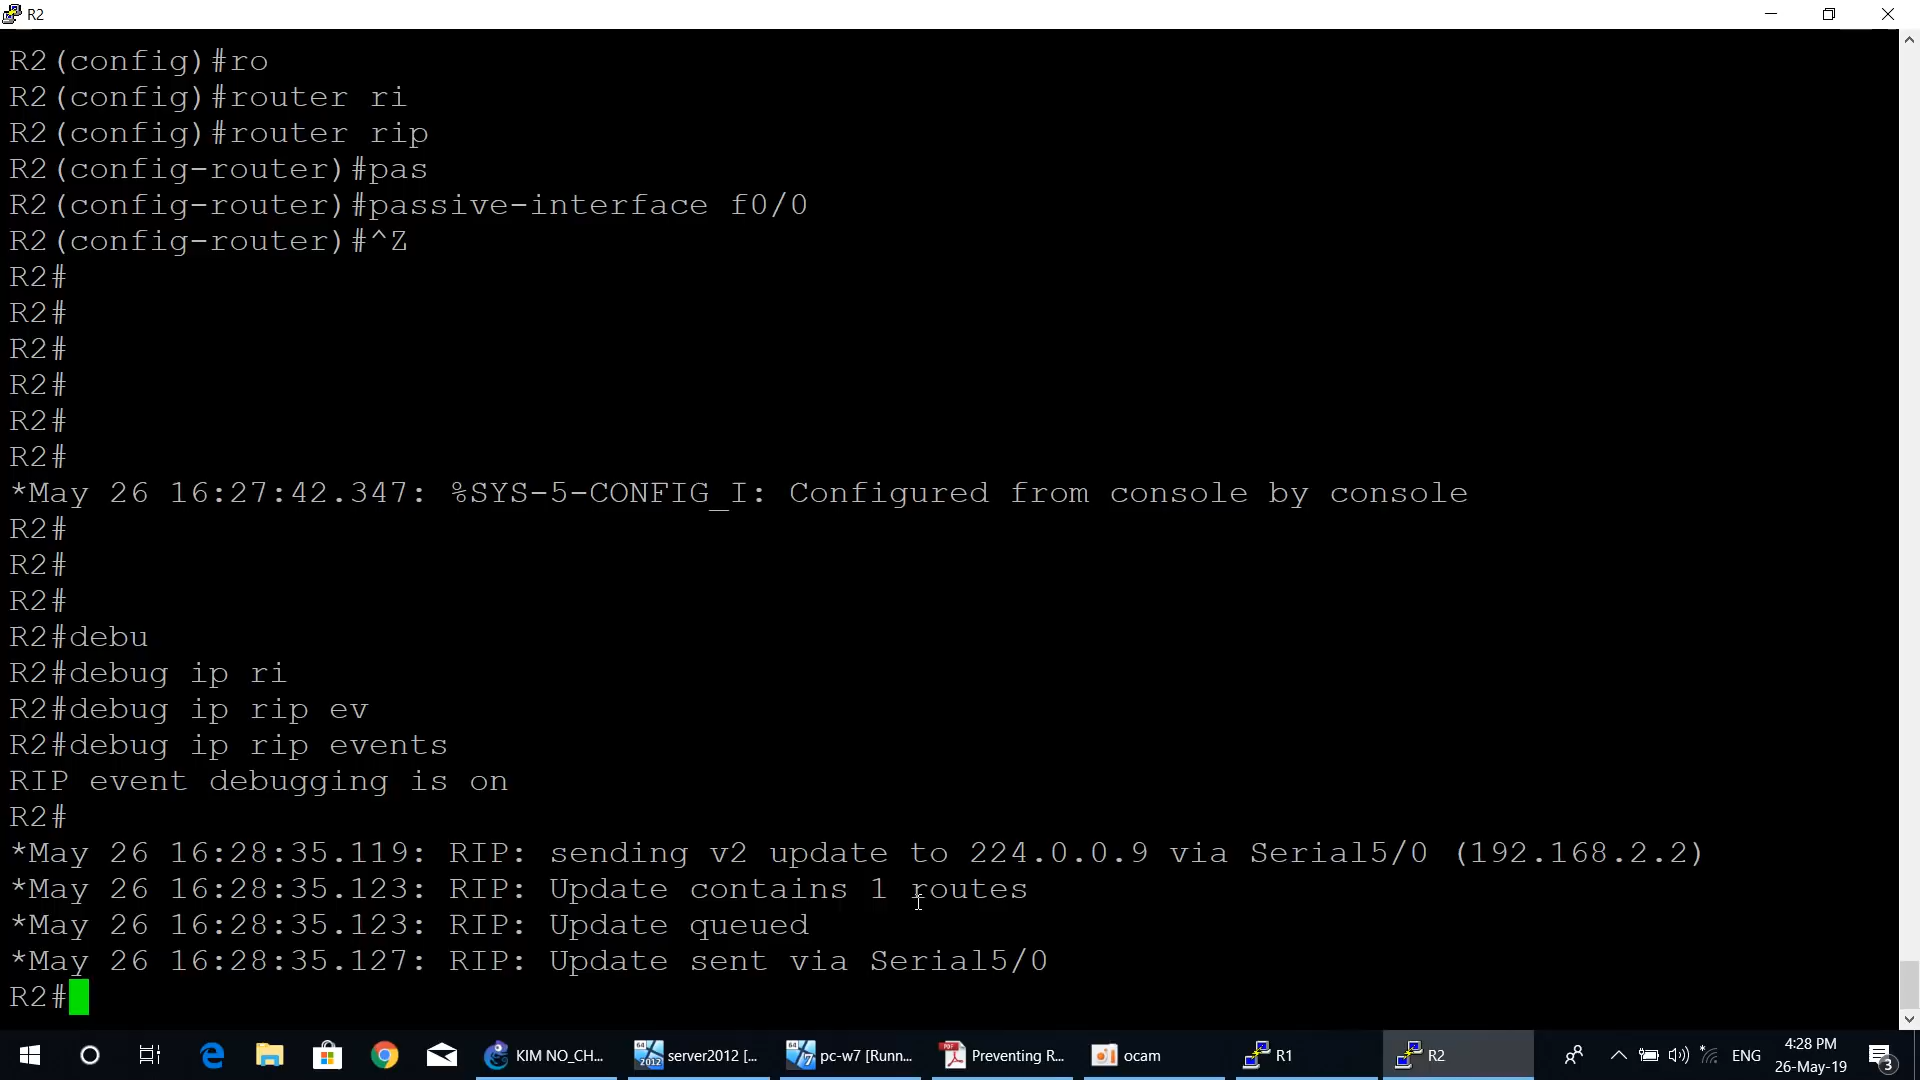 R2
R2(config)#ro
R2(config)#router ri
R2(config)#router rip
R2(config-router)#pas
R2(config-router)#passive-interface f0/0
R2(config-router)#^Z
R2#
R2#
R2#
R2#
R2#
R2#
*May 26 16:27:42.347: %SYS-5-CONFIG_I: Configured from console by console
R2#
R2#
R2#
R2#debu
R2#debug ip ri
R2#debug ip rip ev
R2#debug ip rip events
RIP event debugging is on
R2#
*May 26 16:28:35.119: RIP: sending v2 update to 224.0.0.9 via Serial5/0 (192.168.2.2)
*May 26 16:28:35.123: RIP: Update contains 1 routes
*May 26 16:28:35.123: RIP: Update queued
*May 26 16:28:35.127: RIP: Update sent via Serial5/0
R2#
KIM NO_CH... server2012 [... pc-w7 [Runn... Preventing R... ocam R1 R2 ENG 4:28 PM
26-May-19 3